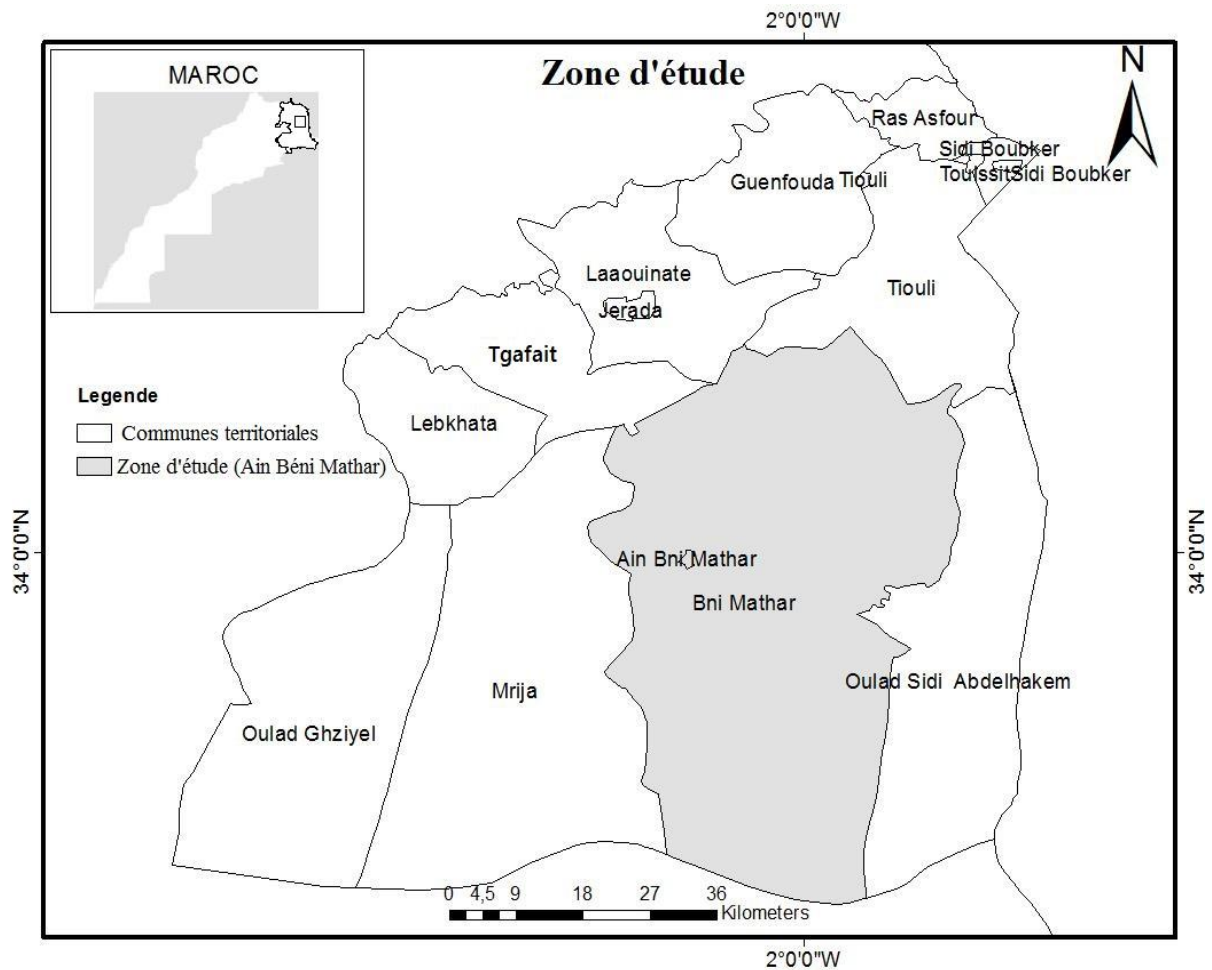 2°0'0"W
MAROC
Zone d'étude
N
Ras Asfour
Sidi Boubker
Guenfouda
Tiouli
Touissit
Sidi Boubker
Laaouinate
Tiouli
Jerada
Tgafait
Legende
Lebkhata
Communes territoriales
Zone d'étude (Ain Béni Mathar)
34°0'0"N
34°0'0"N
Ain Bni Mathar
Bni Mathar
Oulad Sidi Abdelhakem
Mrija
Oulad Ghziyel
0 4,5 9 18 27 36
Kilometers
2°0'0"W